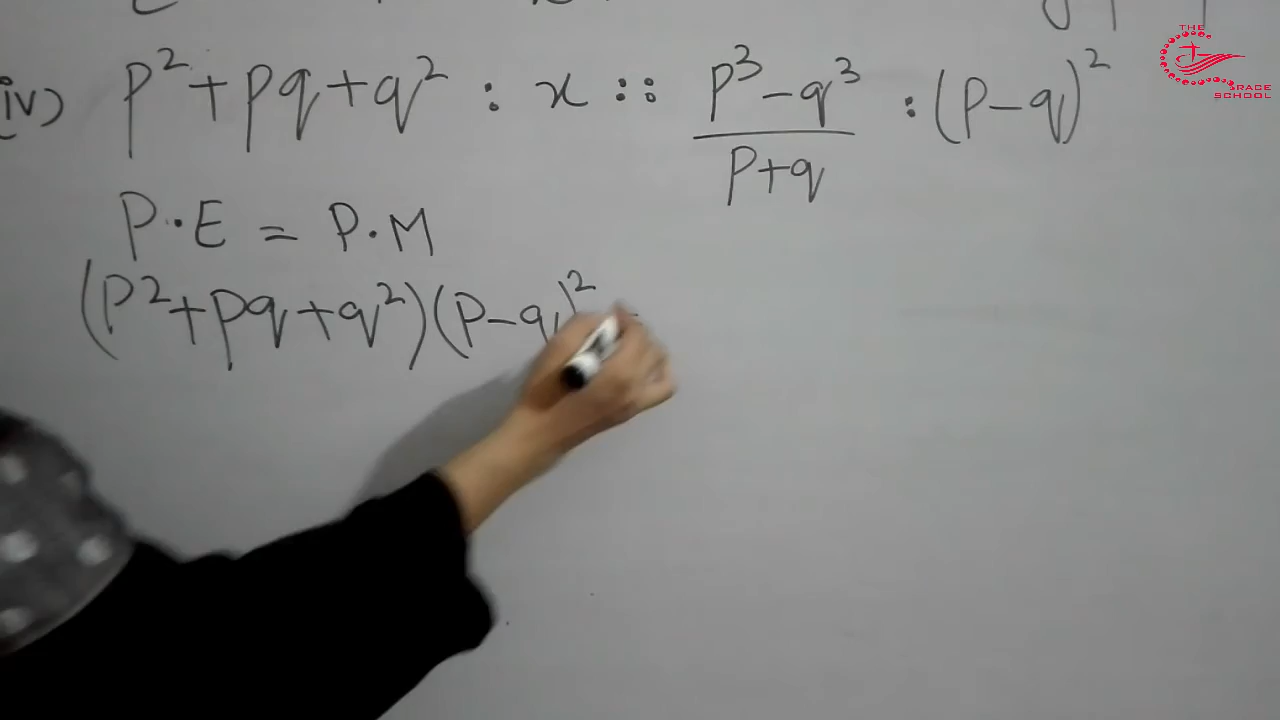 (iv) p²+pq+q² : x :: p³-q³/p+q : (p-q)²
P.E = P.M
(p²+pq+q²)(p-q)²
THE GRACE SCHOOL